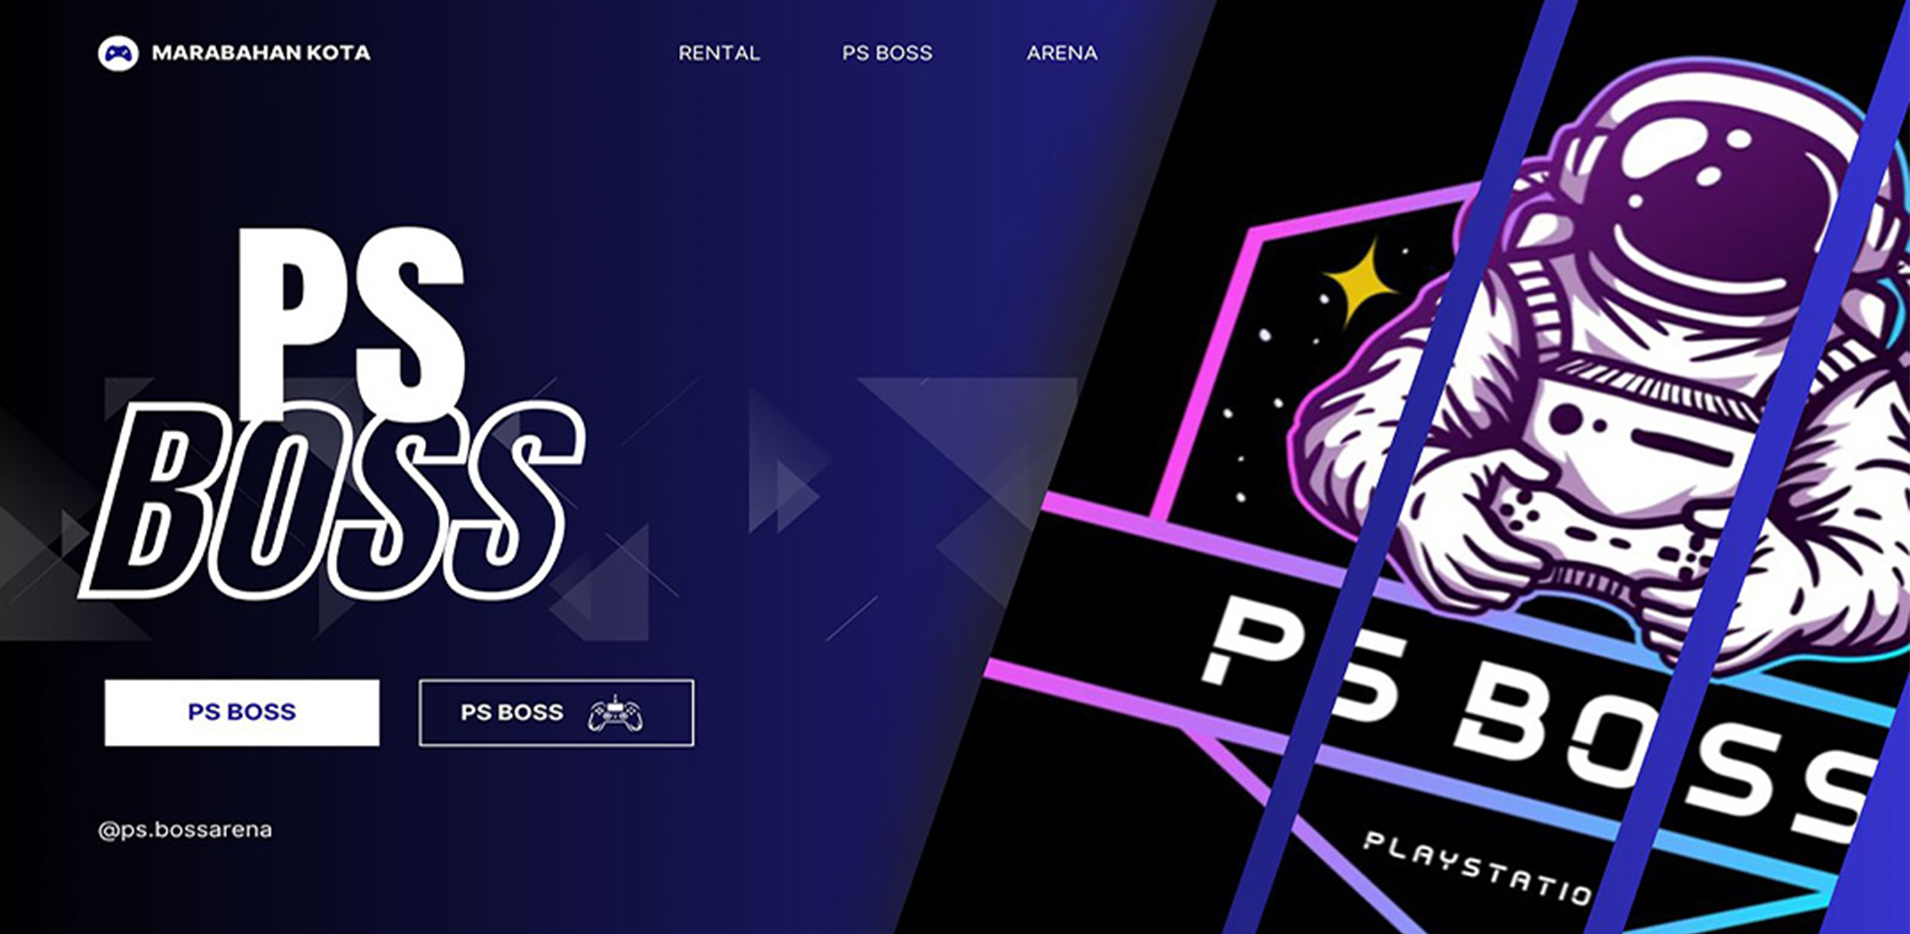 MARABAHAN KOTA
RENTAL
PS BOSS
ARENA
PS
BOSS
PS BOSS
PS BOSS
@ps.bossarena
PS BOSS
PLAYSTATIO